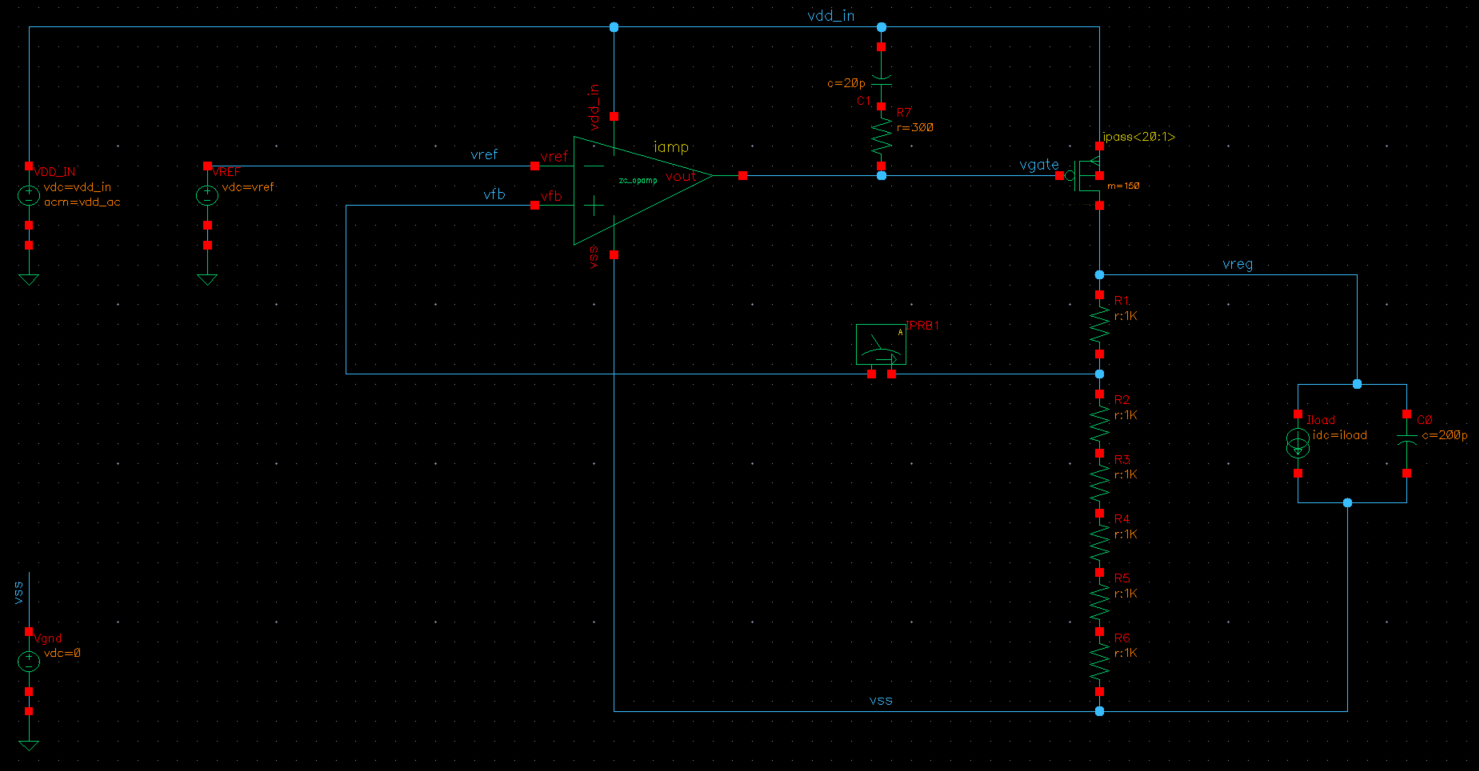 vdd_in
vdd_in
c=20p
C1
R7
r=300
ipass<20:1>
iamp
vref
vref
vgate
VDD_IN
vdc=vdd_in
acm=vdd_ac
VREF
vdc=vref
zc_opamp
vout
m=160
vfb
vfb
vss
vreg
R1
r:1K
IPRB1
A
R2
r:1K
Iload
idc=iload
C0
c=200p
R3
r:1K
R4
r:1K
R5
r:1K
vss
R6
r:1K
Vgnd
vdc=0
vss